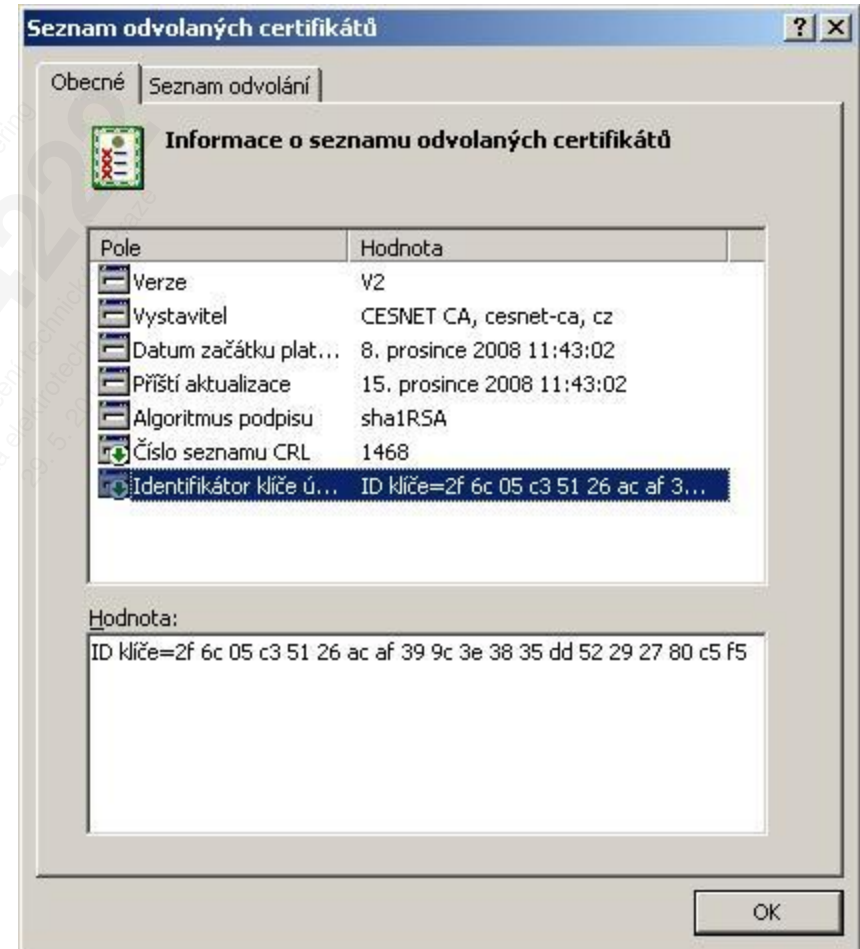 Seznam odvolaných certifikátů
Obecné Seznam odvolání
Informace o seznamu odvolaných certifikátů
Pole Hodnota
Verze V2
Vystavitel CESNET CA, cesnet-ca, cz
Datum začátku plat... 8. prosince 2008 11:43:02
Příští aktualizace 15. prosince 2008 11:43:02
Algoritmus podpisu sha1RSA
Číslo seznamu CRL 1468
Identifikátor klíče ú... ID klíče=2f 6c 05 c3 51 26 ac af 3...
Hodnota:
ID klíče=2f 6c 05 c3 51 26 ac af 39 9c 3e 38 35 dd 52 29 27 80 c5 f5
OK